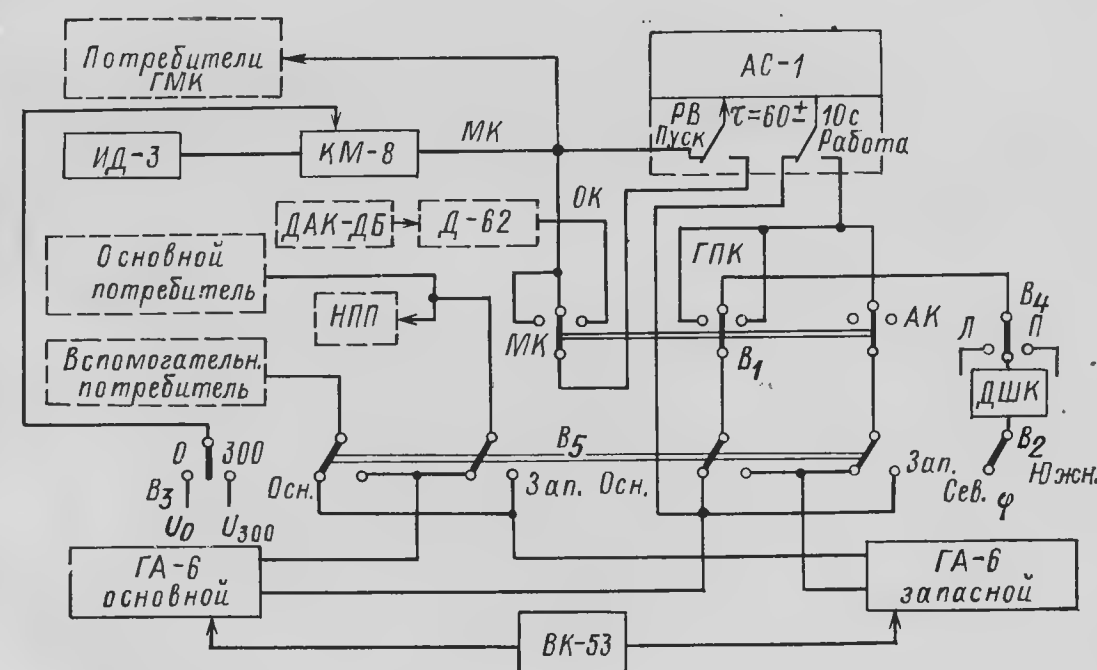 Потребители
ГМК
АС-1
РВ τ=60± 10с
Пуск Работа
ИД-3
КМ-8
МК
ОК
ДАК-ДБ
Д-62
ГПК
Основной
потребитель
НПП
МК
В1
АК
В4
Л П
Вспомогательн.
потребитель
ДШК
0 300
В3
U0 U300
Осн.
В5
Зап.
Осн.
Зап.
В2
Сев. φ Южн.
ГА-6
основной
ГА-6
запасной
ВК-53